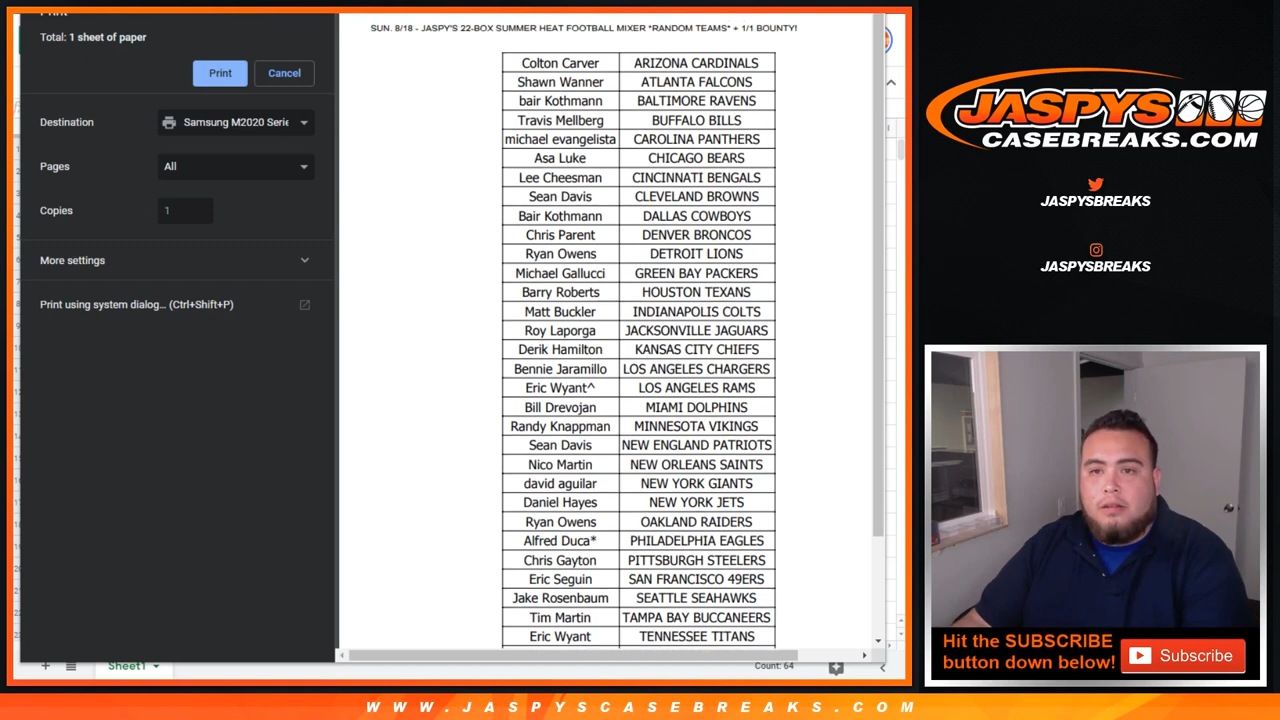 Print
Total: 1 sheet of paper
Print Cancel
Destination Samsung M2020 Serie
Pages All
Copies 1
More settings
Print using system dialog... (Ctrl+Shift+P)
SUN. 8/18 - JASPY'S 22-BOX SUMMER HEAT FOOTBALL MIXER *RANDOM TEAMS* + 1/1 BOUNTY!
Colton Carver ARIZONA CARDINALS
Shawn Wanner ATLANTA FALCONS
bair Kothmann BALTIMORE RAVENS
Travis Mellberg BUFFALO BILLS
michael evangelista CAROLINA PANTHERS
Asa Luke CHICAGO BEARS
Lee Cheesman CINCINNATI BENGALS
Sean Davis CLEVELAND BROWNS
Bair Kothmann DALLAS COWBOYS
Chris Parent DENVER BRONCOS
Ryan Owens DETROIT LIONS
Michael Gallucci GREEN BAY PACKERS
Barry Roberts HOUSTON TEXANS
Matt Buckler INDIANAPOLIS COLTS
Roy Laporga JACKSONVILLE JAGUARS
Derik Hamilton KANSAS CITY CHIEFS
Bennie Jaramillo LOS ANGELES CHARGERS
Eric Wyant^ LOS ANGELES RAMS
Bill Drevojan MIAMI DOLPHINS
Randy Knappman MINNESOTA VIKINGS
Sean Davis NEW ENGLAND PATRIOTS
Nico Martin NEW ORLEANS SAINTS
david aguilar NEW YORK GIANTS
Daniel Hayes NEW YORK JETS
Ryan Owens OAKLAND RAIDERS
Alfred Duca* PHILADELPHIA EAGLES
Chris Gayton PITTSBURGH STEELERS
Eric Seguin SAN FRANCISCO 49ERS
Jake Rosenbaum SEATTLE SEAHAWKS
Tim Martin TAMPA BAY BUCCANEERS
Eric Wyant TENNESSEE TITANS
Sheet1
Count: 64
JASPYS
CASEBREAKS.COM
JASPYSBREAKS
JASPYSBREAKS
Hit the SUBSCRIBE
button down below!
Subscribe
WWW.JASPYSCASEBREAKS.COM